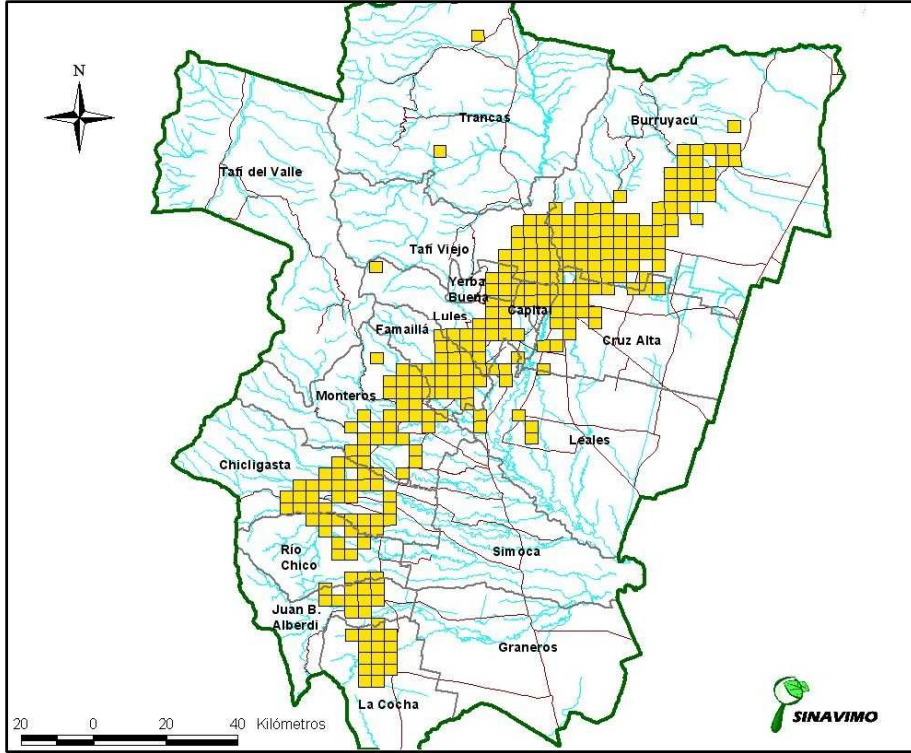 N
Trancas
Burruyacú
Tafí del Valle
Tafí Viejo
Yerba
Buena
Capital
Lules
Famaillá
Cruz Alta
Monteros
Leales
Chicligasta
Simoca
Río
Chico
Juan B.
Alberdi
Graneros
La Cocha
20 0 20 40 Kilómetros
SINAVIMO